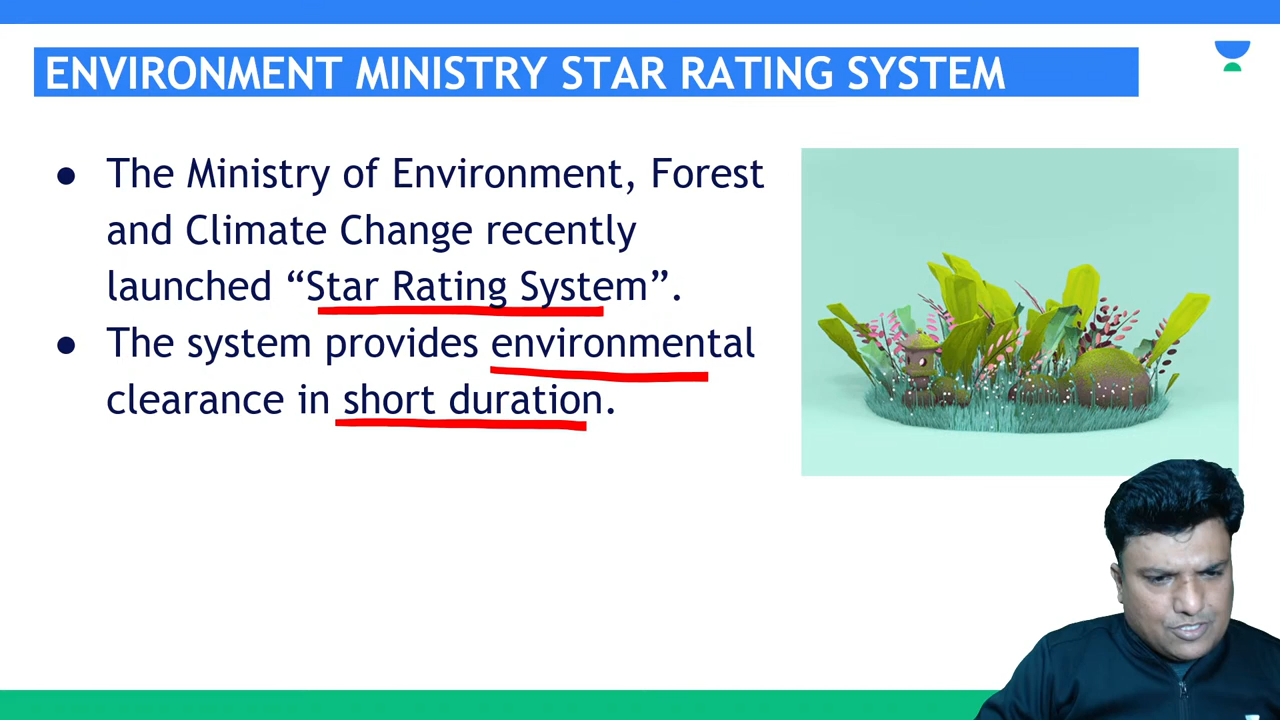 ENVIRONMENT MINISTRY STAR RATING SYSTEM
● The Ministry of Environment, Forest
and Climate Change recently
launched “Star Rating System”.
● The system provides environmental
clearance in short duration.